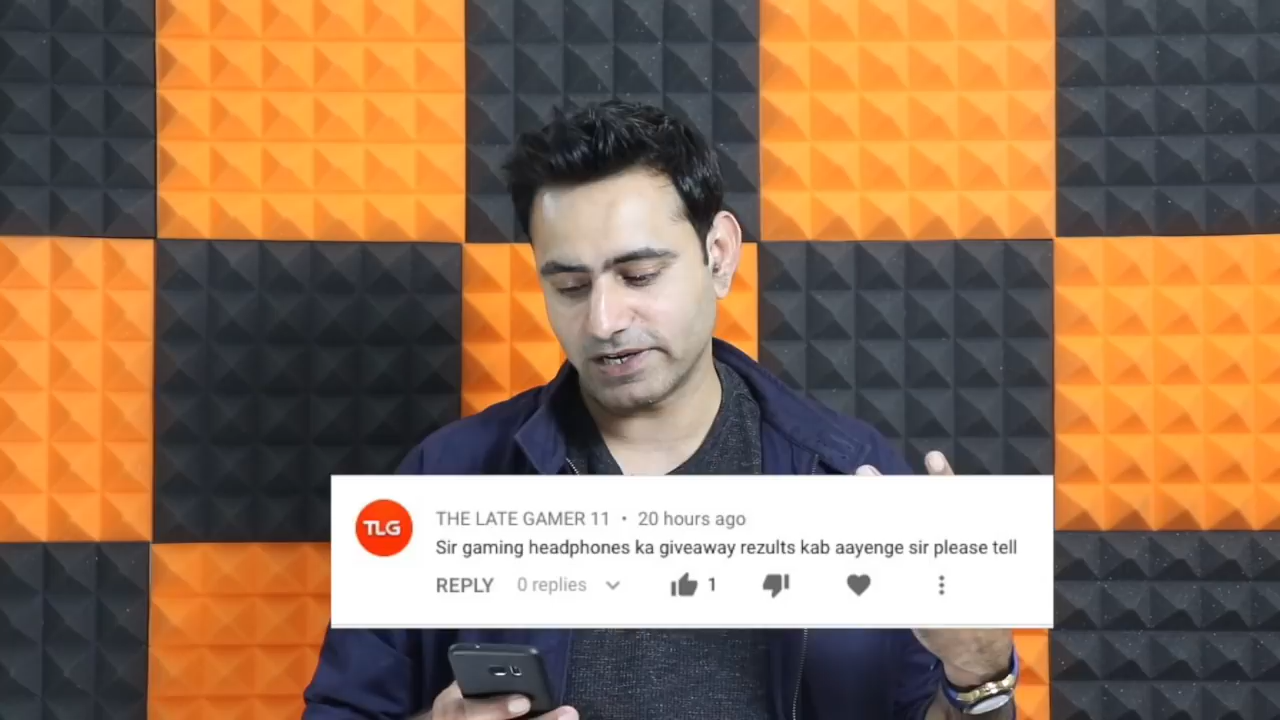 TLG
THE LATE GAMER 11 • 20 hours ago
Sir gaming headphones ka giveaway rezults kab aayenge sir please tell
REPLY 0 replies 1